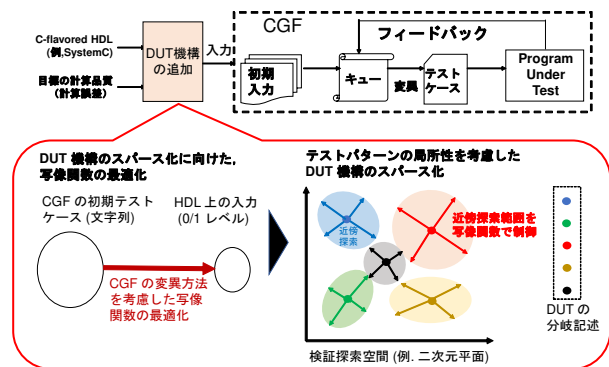 C-flavored HDL
(例,SystemC)
目標の計算品質
(計算誤差)
DUT機構
の追加
入力
CGF
フィードバック
初期
入力
キュー
変異
テスト
ケース
Program
Under
Test
DUT 機構のスパース化に向けた,
写像関数の最適化
CGF の初期テスト
ケース (文字列)
HDL 上の入力
(0/1 レベル)
CGF の変異方法
を考慮した写像
関数の最適化
テストパターンの局所性を考慮した
DUT 機構のスパース化
近傍
探索
近傍探索範囲を
写像関数で制御
検証探索空間 (例. 二次元平面)
DUT の
分岐記述